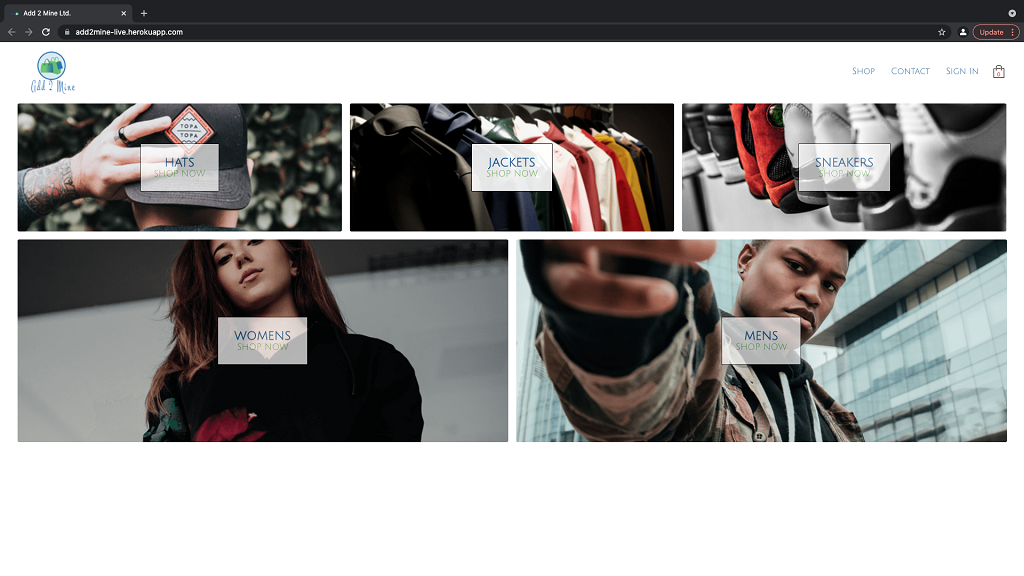 Add 2 Mine Ltd.
add2mine-live.herokuapp.com
Update
Add 2 Mine
Shop
Contact
Sign in
0
TOPA
TOPA
HATS
SHOP NOW
JACKETS
SHOP NOW
SNEAKERS
SHOP NOW
WOMENS
SHOP NOW
MENS
SHOP NOW